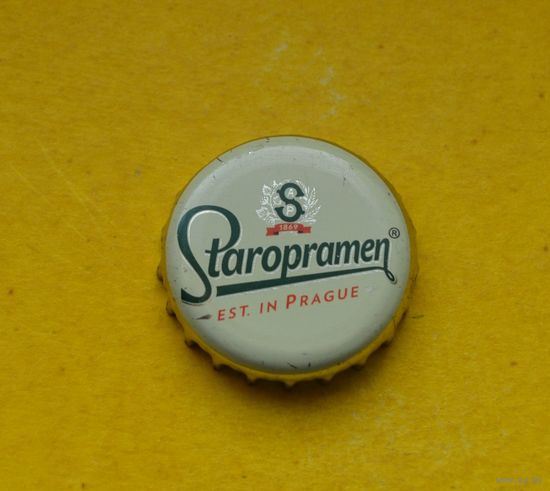 S
1869
Staropramen®
EST. IN PRAGUE